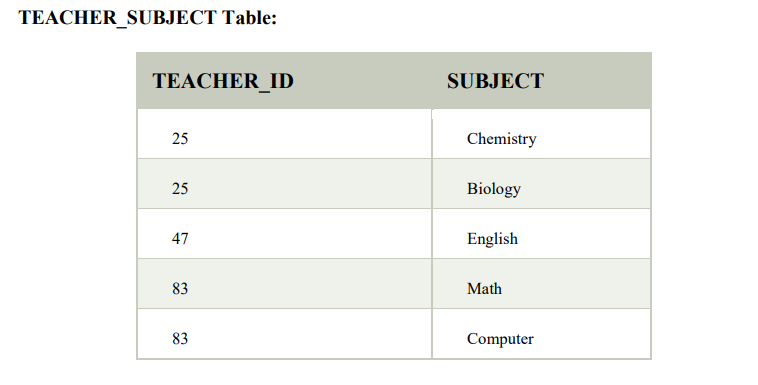 TEACHER_SUBJECT Table:
TEACHER_ID SUBJECT
25 Chemistry
25 Biology
47 English
83 Math
83 Computer